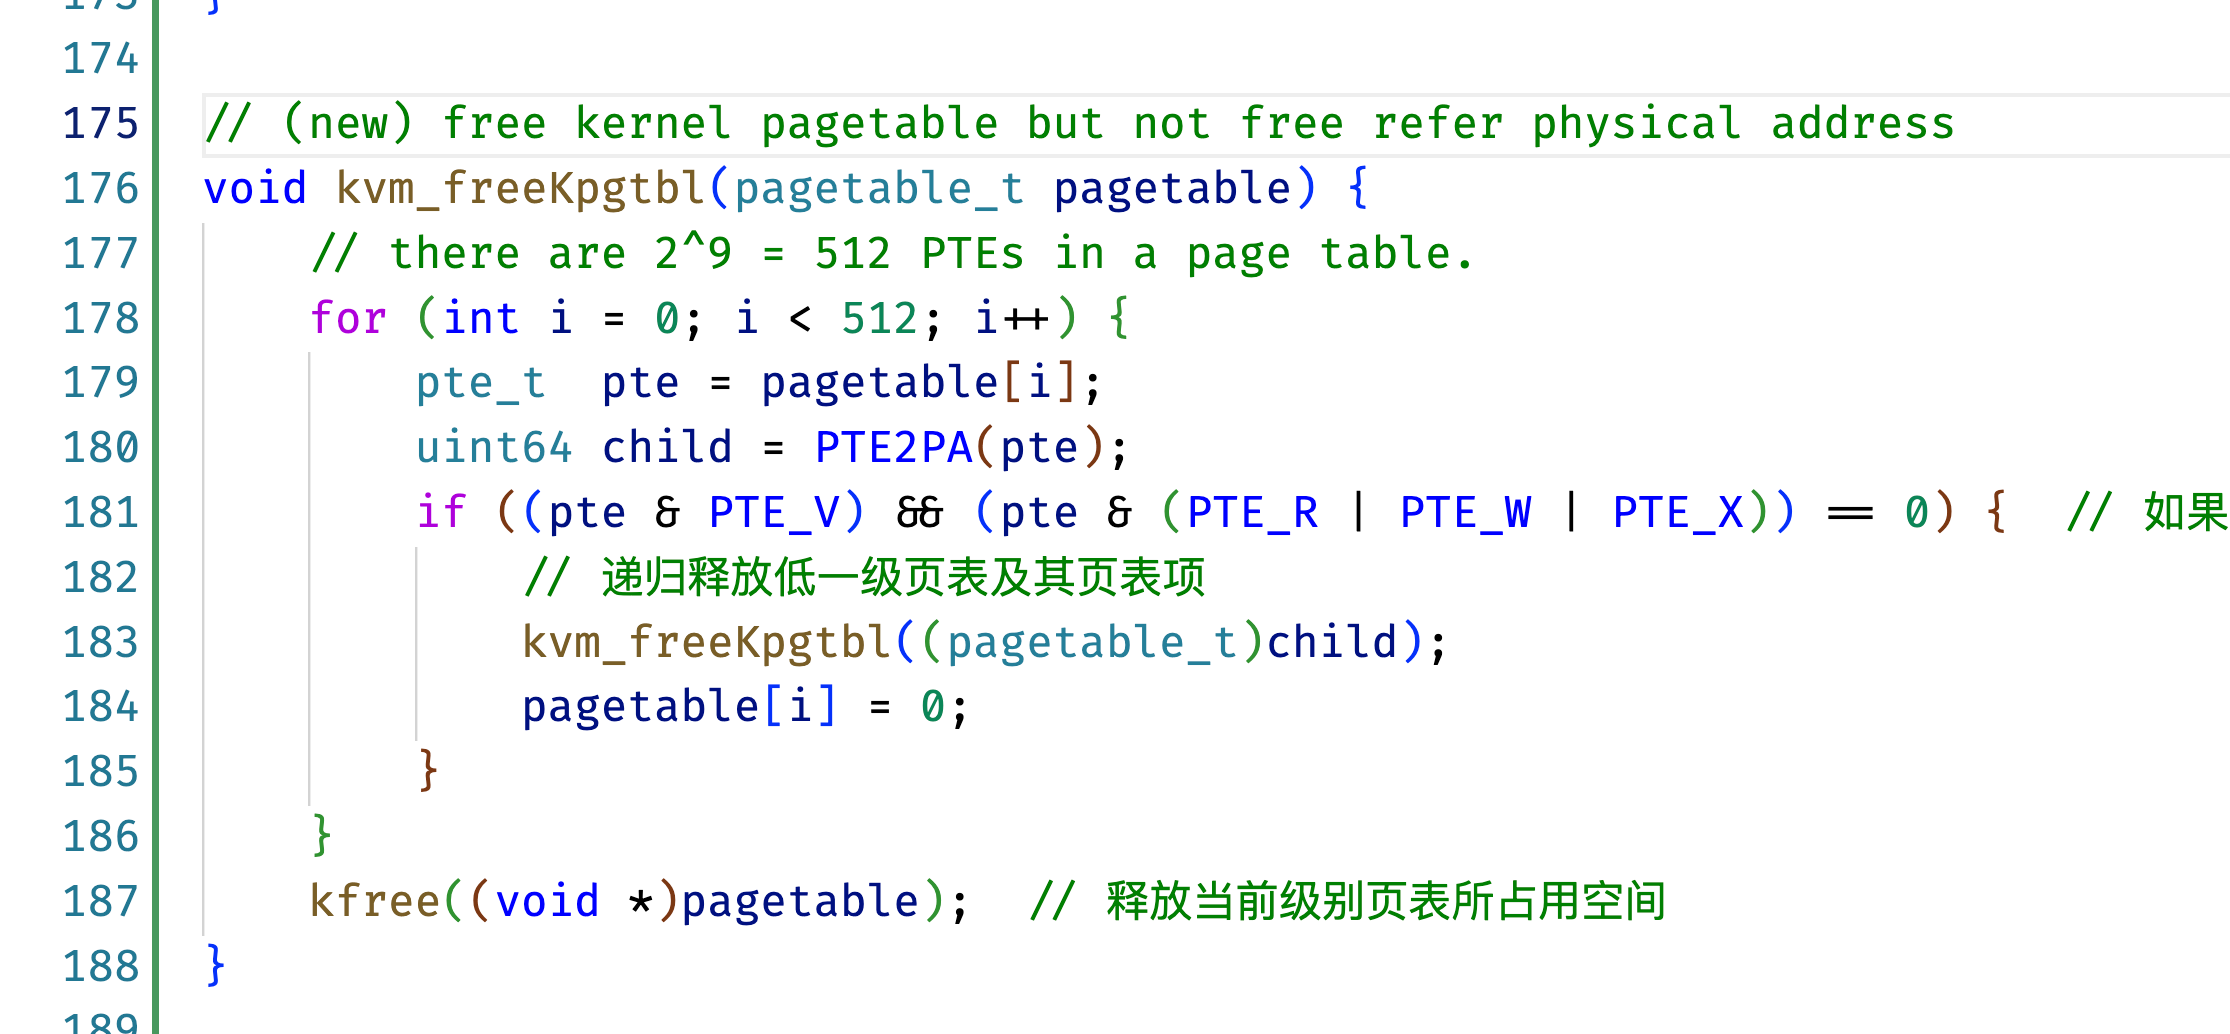 174
175 // (new) free kernel pagetable but not free refer physical address
176 void kvm_freeKpgtbl(pagetable_t pagetable) {
177     // there are 2^9 = 512 PTEs in a page table.
178     for (int i = 0; i < 512; i++) {
179         pte_t  pte = pagetable[i];
180         uint64 child = PTE2PA(pte);
181         if ((pte & PTE_V) && (pte & (PTE_R | PTE_W | PTE_X)) == 0) {  // 如果
182             // 递归释放低一级页表及其页表项
183             kvm_freeKpgtbl((pagetable_t)child);
184             pagetable[i] = 0;
185         }
186     }
187     kfree((void *)pagetable);  // 释放当前级别页表所占用空间
188 }
189